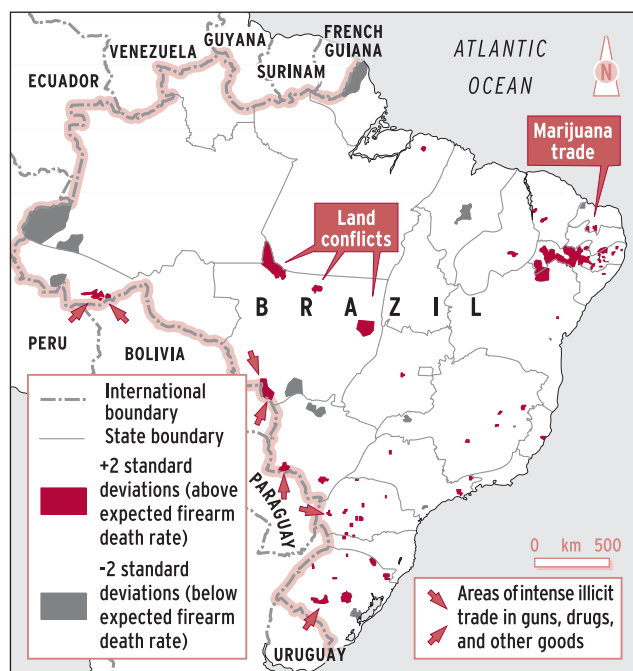 FRENCH
GUIANA
GUYANA
VENEZUELA
SURINAM
ECUADOR
ATLANTIC
OCEAN
N
Marijuana
trade
Land
conflicts
BRAZIL
PERU
BOLIVIA
PARAGUAY
URUGUAY
International
boundary
State boundary
+2 standard
deviations (above
expected firearm
death rate)
-2 standard
deviations (below
expected firearm
death rate)
0 km 500
Areas of intense illicit
trade in guns, drugs,
and other goods